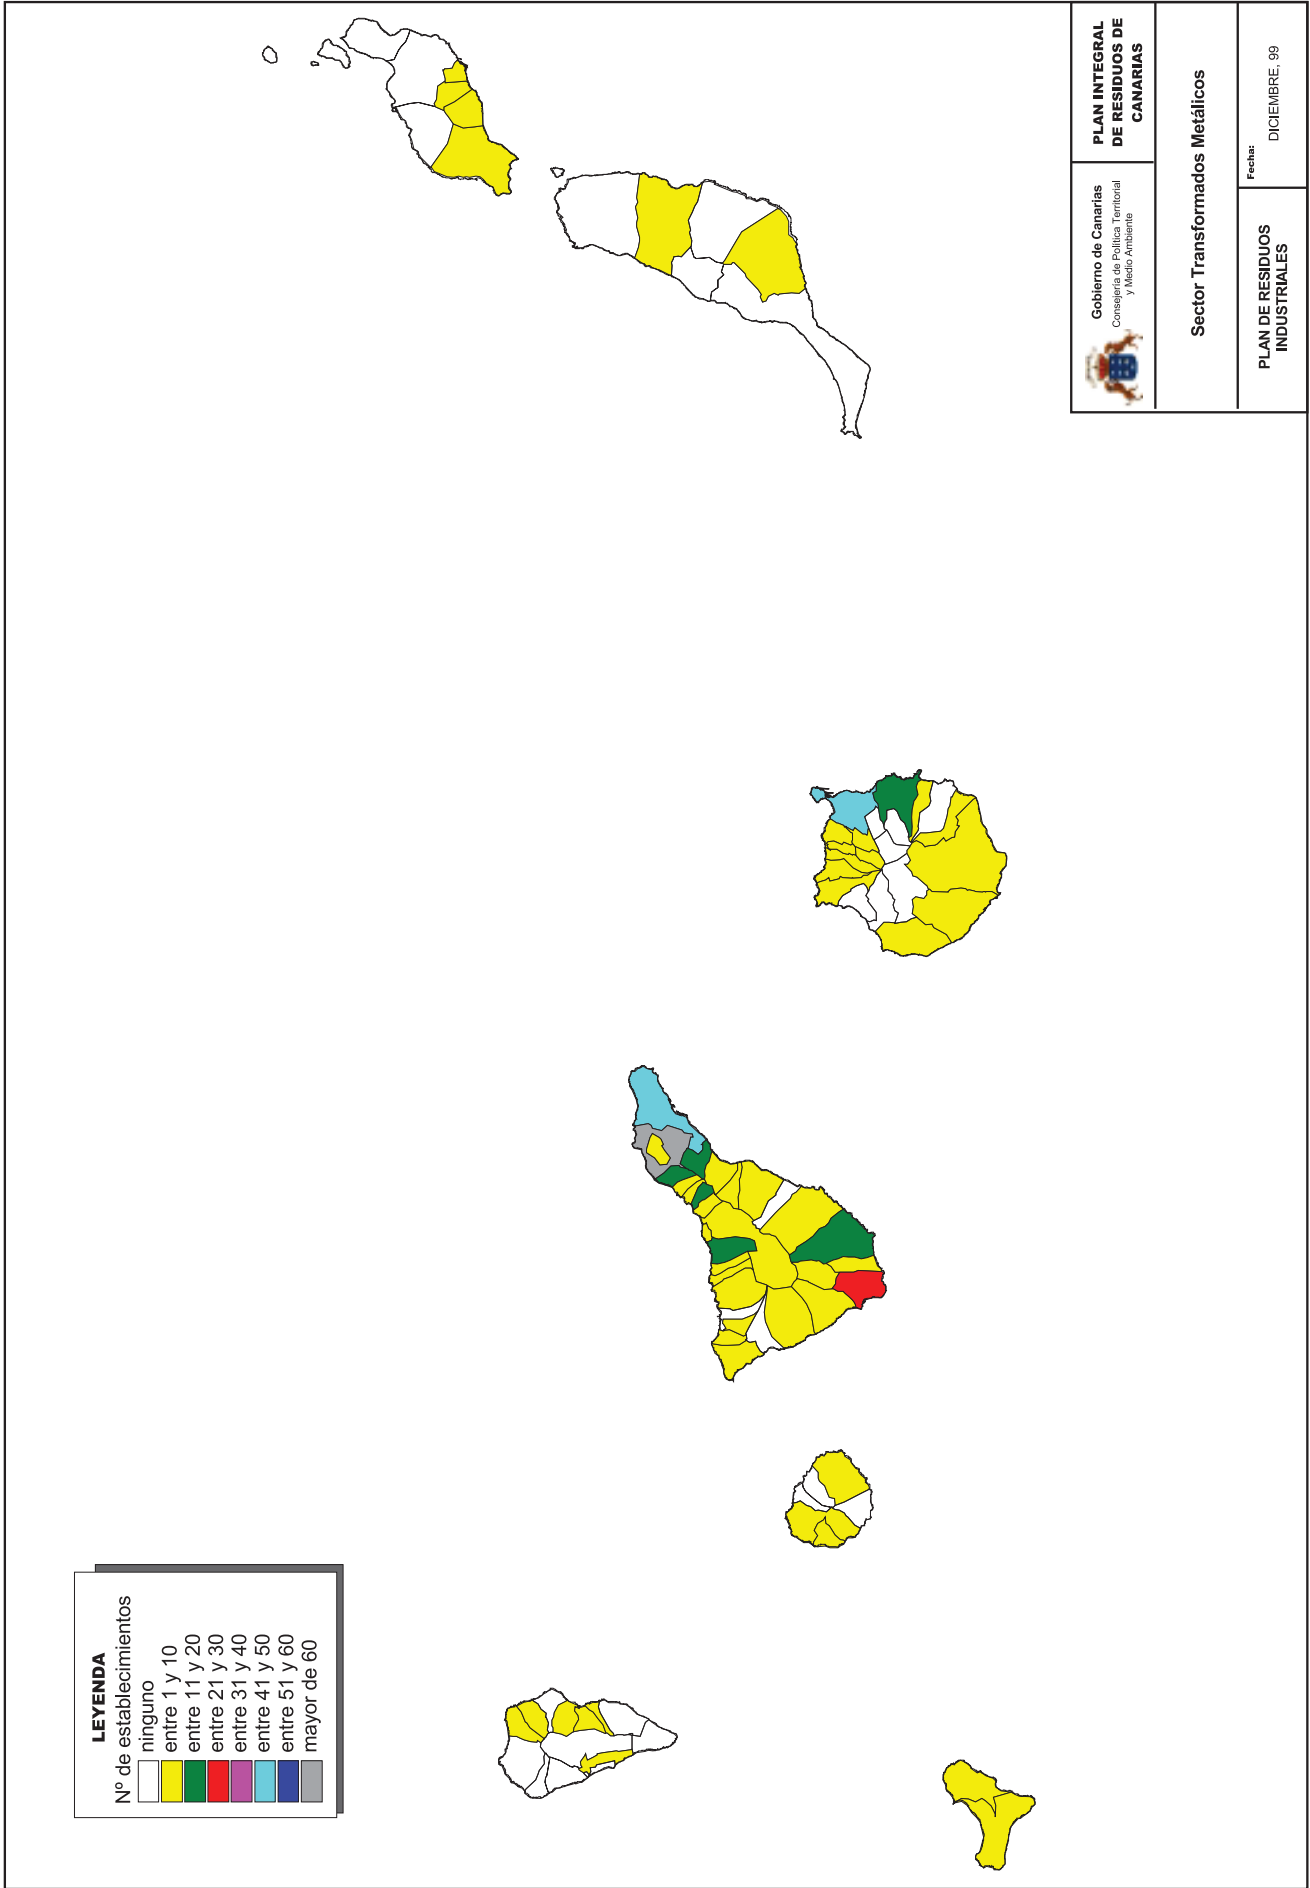 LEYENDA
Nº de establecimientos
ninguno
entre 1 y 10
entre 11 y 20
entre 21 y 30
entre 31 y 40
entre 41 y 50
entre 51 y 60
mayor de 60
Gobierno de Canarias
Consejería de Política Territorial
y Medio Ambiente
PLAN INTEGRAL
DE RESIDUOS DE
CANARIAS
Sector Transformados Metálicos
PLAN DE RESIDUOS
INDUSTRIALES
Fecha:
DICIEMBRE, 99